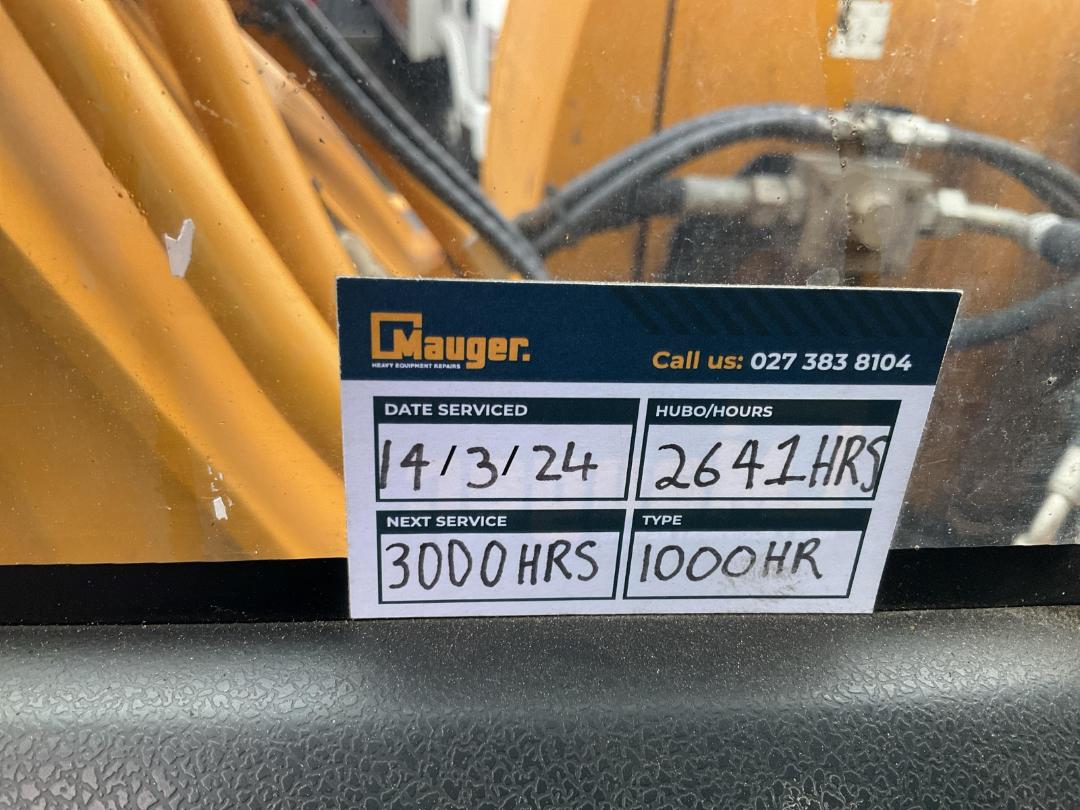 Mauger.
HEAVY EQUIPMENT REPAIRS
Call us: 027 383 8104
DATE SERVICED
14/3/24
HUBO/HOURS
2641HRS
NEXT SERVICE
3000HRS
TYPE
1000HR